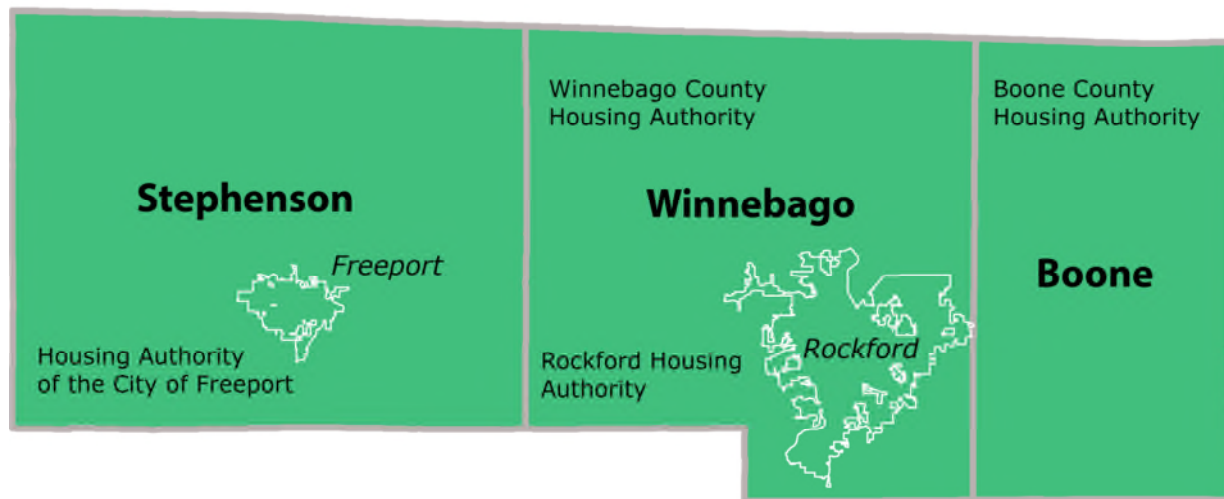 Stephenson
Freeport
Housing Authority
of the City of Freeport
Winnebago County
Housing Authority
Winnebago
Rockford Housing
Authority
Rockford
Boone County
Housing Authority
Boone